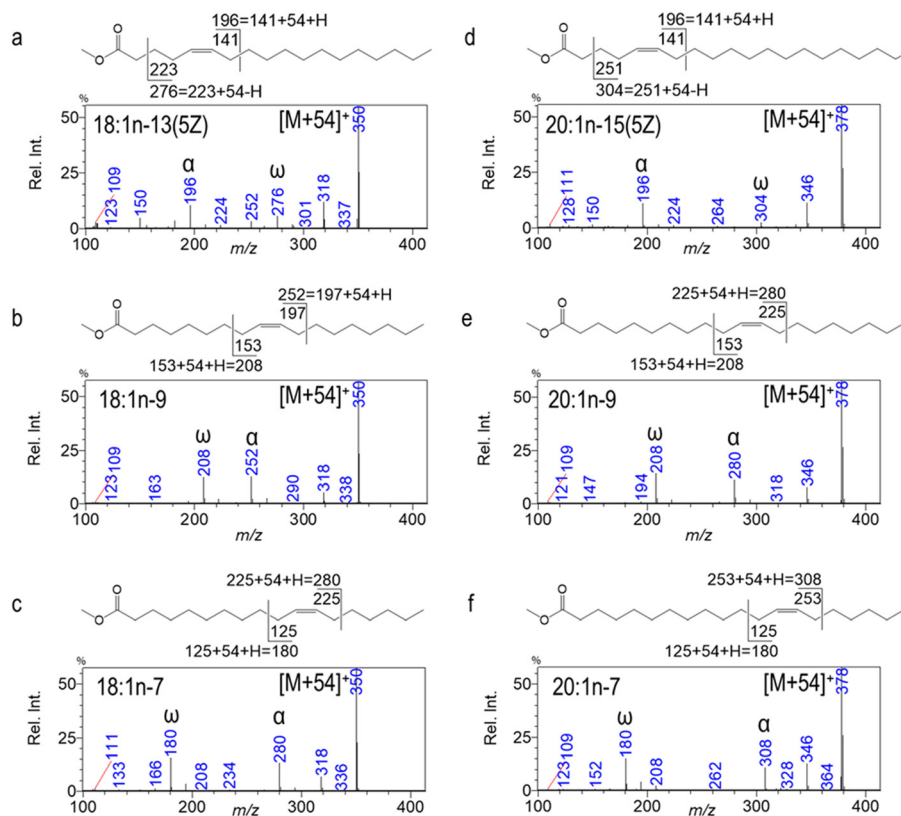 a
196=141+54+H
141
O
O
223
276=223+54-H
%
50
25
0
Rel. Int.
18:1n-13(5Z)
[M+54]+
350
α
ω
123
109
150
196
224
252
276
301
318
337
100
200
300
400
m/z
d
196=141+54+H
141
O
O
251
304=251+54-H
%
50
25
0
Rel. Int.
20:1n-15(5Z)
[M+54]+
378
α
ω
128
111
150
196
224
264
304
346
100
200
300
400
m/z
b
252=197+54+H
197
O
O
153
153+54+H=208
%
50
25
0
Rel. Int.
18:1n-9
[M+54]+
350
ω
α
123
109
163
208
252
290
318
338
100
200
300
400
m/z
e
225+54+H=280
225
O
O
153
153+54+H=208
%
50
25
0
Rel. Int.
20:1n-9
[M+54]+
378
ω
α
121
109
147
194
208
280
318
346
100
200
300
400
m/z
c
225+54+H=280
225
O
O
125
125+54+H=180
%
50
25
0
Rel. Int.
18:1n-7
[M+54]+
350
ω
α
111
133
166
180
208
234
280
318
336
100
200
300
400
m/z
f
253+54+H=308
253
O
O
125
125+54+H=180
%
50
25
0
Rel. Int.
20:1n-7
[M+54]+
378
ω
α
123
109
152
180
208
262
308
328
346
364
100
200
300
400
m/z